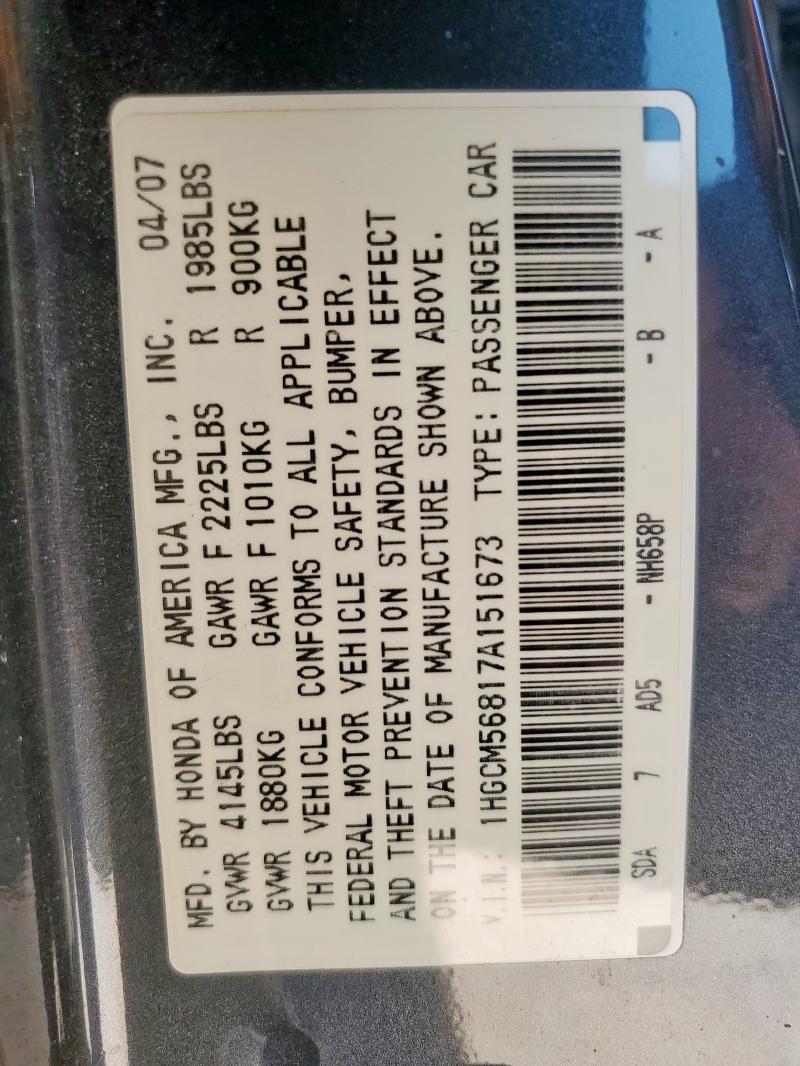 MFD. BY HONDA OF AMERICA MFG., INC. 04/07
GVWR 4145LBS GAWR F 2225LBS R 1985LBS
GVWR 1880KG GAWR F 1010KG R 900KG
THIS VEHICLE CONFORMS TO ALL APPLICABLE
FEDERAL MOTOR VEHICLE SAFETY, BUMPER,
AND THEFT PREVENTION STANDARDS IN EFFECT
ON THE DATE OF MANUFACTURE SHOWN ABOVE.
V.I.N.: 1HGCM56817A151673 TYPE: PASSENGER CAR
SDA 7 AD5 - NH658P - B - A